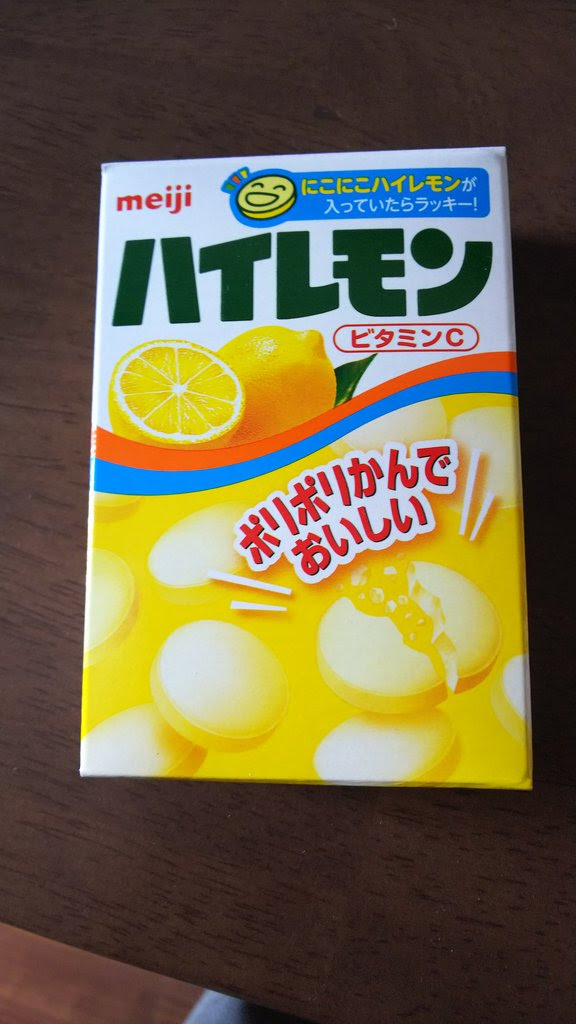 meiji
にこにこハイレモンが
入っていたらラッキー!
ハイレモン
ビタミンC
ポリポリかんで
おいしい